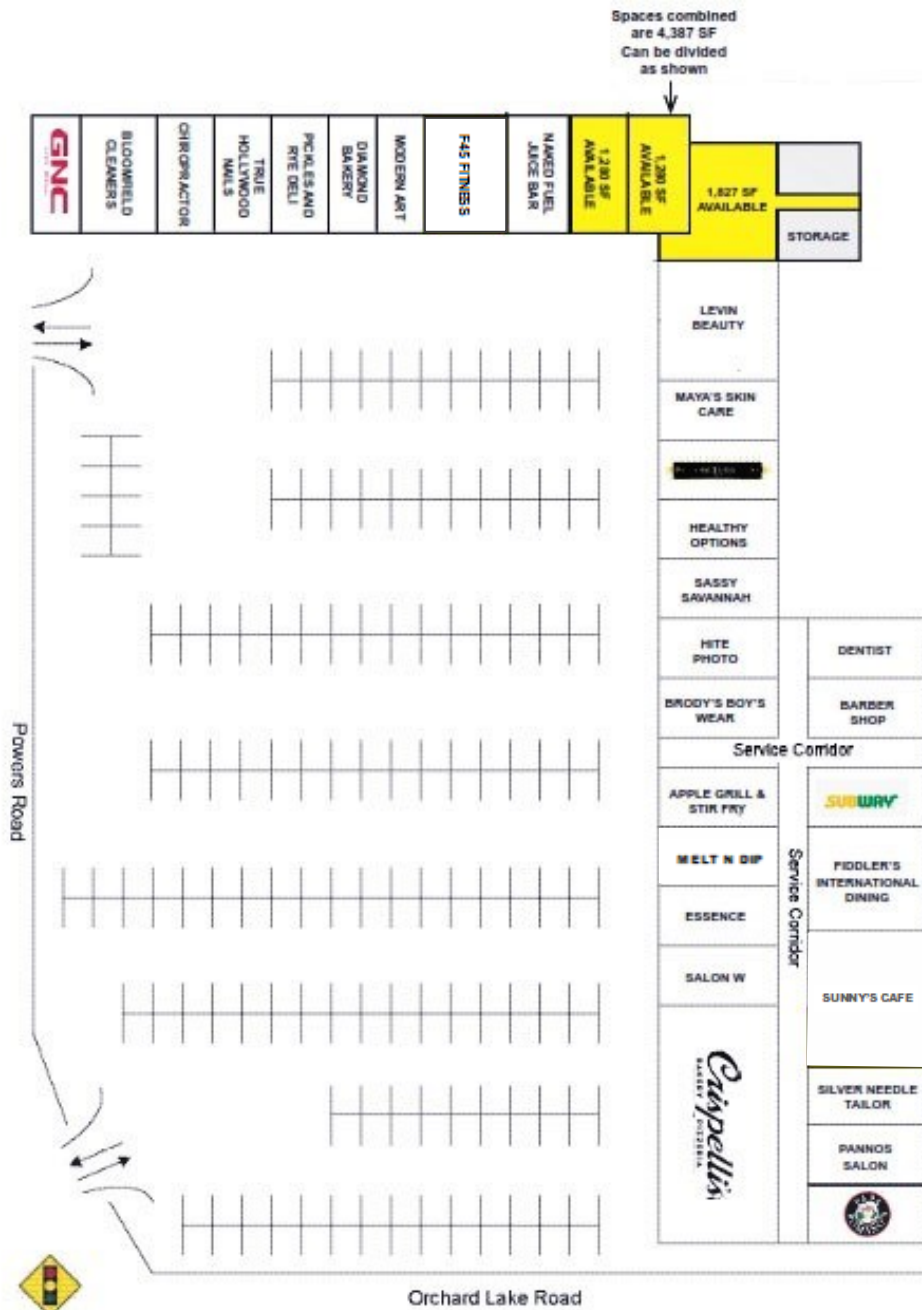 Spaces combined
are 4,387 SF
Can be divided
as shown
GNC
BLOOMFIELD
CLEANERS
CHIROPRACTOR
TRUE
HOLLYWOOD
NAILS
PICKLES AND
RYE DELI
DIAMOND
BAKERY
MODERN ART
F45 FITNESS
NAKED FUEL
JUICE BAR
1,280 SF
AVAILABLE
1,280 SF
AVAILABLE
1,827 SF
AVAILABLE
STORAGE
LEVIN
BEAUTY
MAYA'S SKIN
CARE
HEALTHY
OPTIONS
SASSY
SAVANNAH
HITE
PHOTO
DENTIST
BRODY'S BOY'S
WEAR
BARBER
SHOP
Service Corridor
APPLE GRILL &
STIR FRY
SUBWAY
MELT N DIP
Service Corridor
FIDDLER'S
INTERNATIONAL
DINING
ESSENCE
SALON W
SUNNY'S CAFE
Crispelli's
BAKERY PIZZERIA
SILVER NEEDLE
TAILOR
PANNOS
SALON
Powers Road
Orchard Lake Road